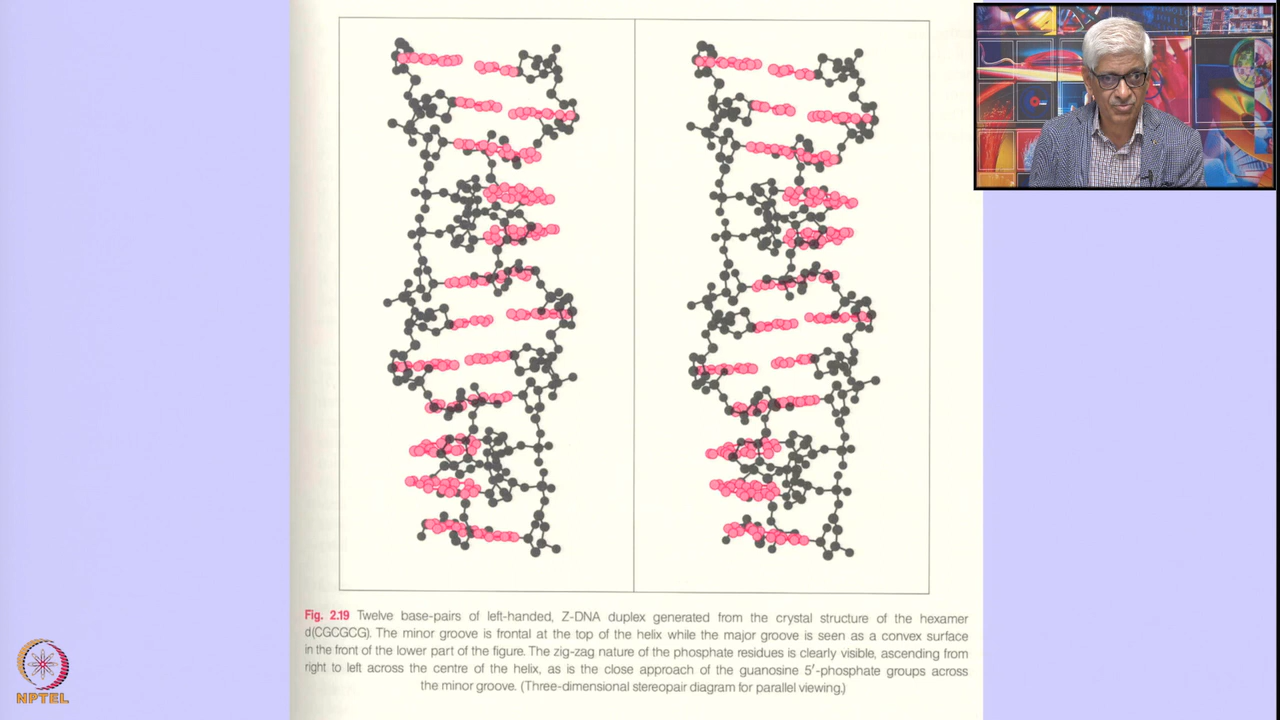 Fig. 2.19 Twelve base-pairs of left-handed, Z-DNA duplex generated from the crystal structure of the hexamer
d(CGCGCG). The minor groove is frontal at the top of the helix while the major groove is seen as a convex surface
in the front of the lower part of the figure. The zig-zag nature of the phosphate residues is clearly visible, ascending from
right to left across the centre of the helix, as is the close approach of the guanosine 5′-phosphate groups across
the minor groove. (Three-dimensional stereopair diagram for parallel viewing.)
NPTEL